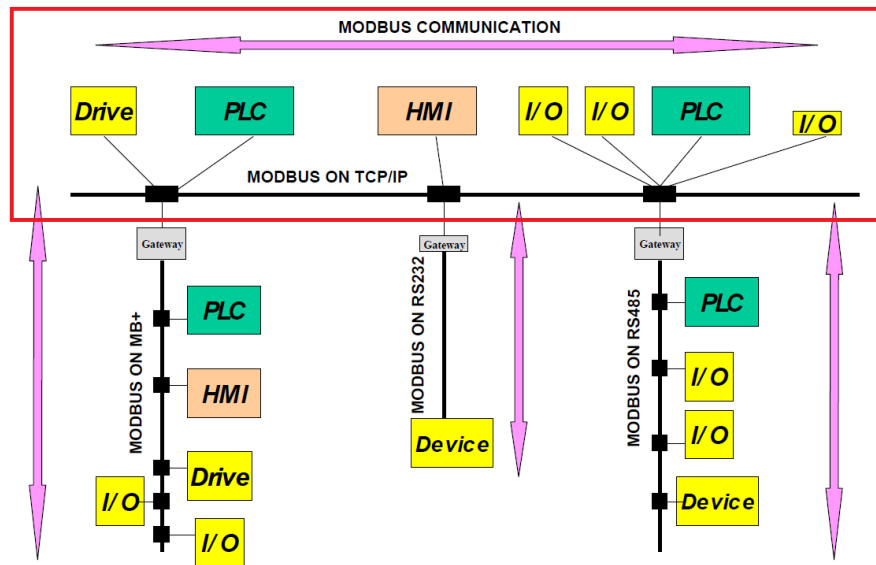 MODBUS COMMUNICATION
Drive
PLC
HMI
I/O
I/O
PLC
I/O
MODBUS ON TCP/IP
Gateway
Gateway
Gateway
MODBUS ON MB+
PLC
HMI
Drive
I/O
I/O
MODBUS ON RS232
Device
MODBUS ON RS485
PLC
I/O
I/O
Device